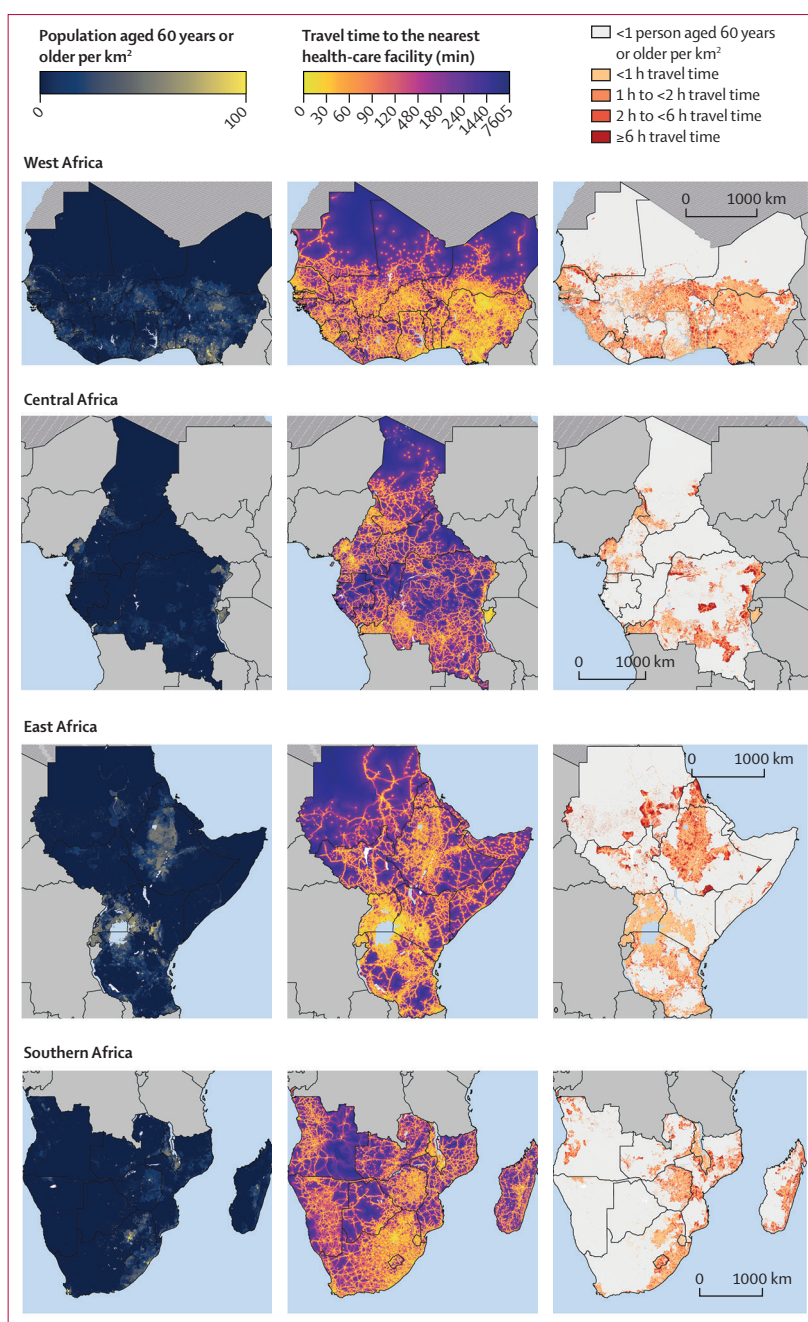 Population aged 60 years or
older per km²
0
100
Travel time to the nearest
health-care facility (min)
0
30
60
90
120
480
180
240
1440
7605
<1 person aged 60 years
or older per km²
<1 h travel time
1 h to <2 h travel time
2 h to <6 h travel time
≥6 h travel time
West Africa
0 1000 km
Central Africa
0 1000 km
East Africa
0 1000 km
Southern Africa
0 1000 km